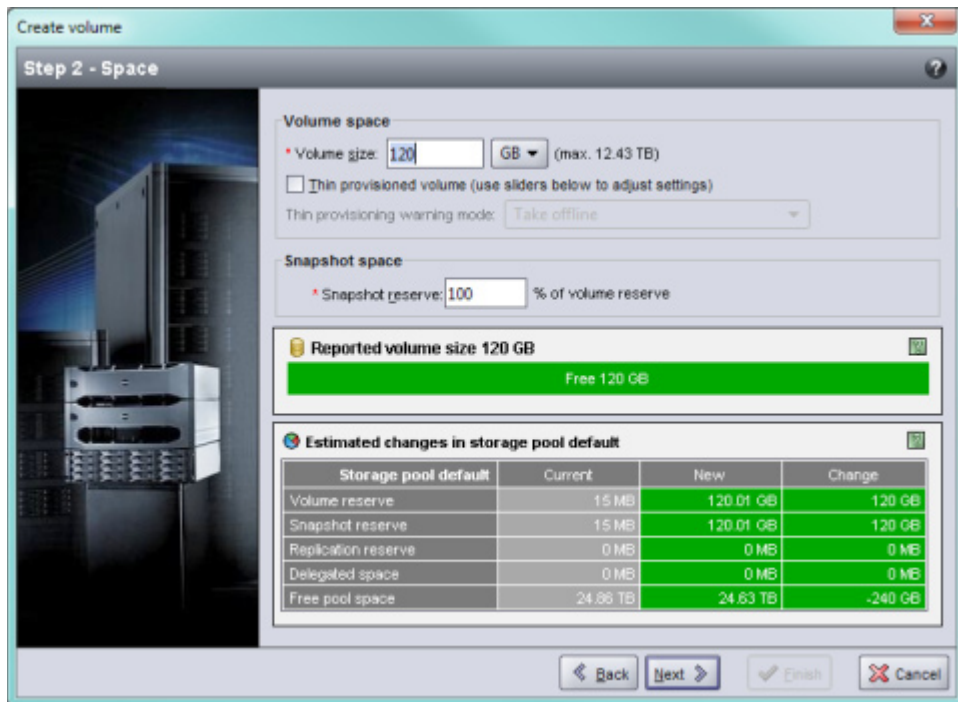 Create volume
Step 2 - Space
?
Volume space
* Volume size: 120 GB (max. 12.43 TB)
Thin provisioned volume (use sliders below to adjust settings)
Thin provisioning warning mode: Take offline
Snapshot space
* Snapshot reserve: 100 % of volume reserve
Reported volume size 120 GB
Free 120 GB
Estimated changes in storage pool default
Storage pool default Current New Change
Volume reserve 15 MB 120.01 GB 120 GB
Snapshot reserve 15 MB 120.01 GB 120 GB
Replication reserve 0 MB 0 MB 0 MB
Delegated space 0 MB 0 MB 0 MB
Free pool space 24.86 TB 24.63 TB -240 GB
Back Next Finish Cancel